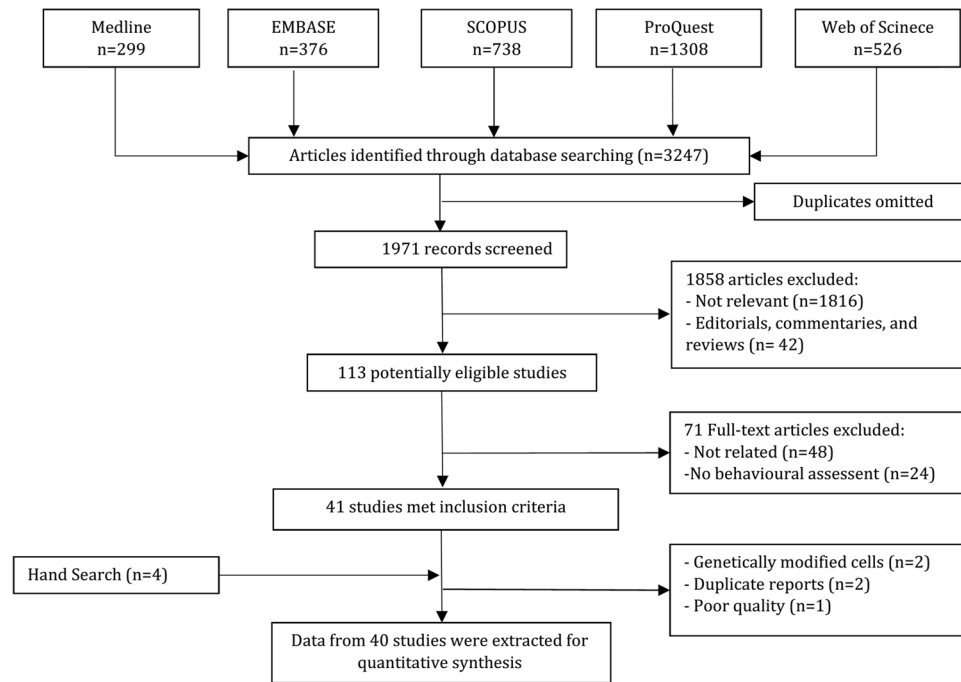 Medline
n=299
EMBASE
n=376
SCOPUS
n=738
ProQuest
n=1308
Web of Scinece
n=526
Articles identified through database searching (n=3247)
Duplicates omitted
1971 records screened
1858 articles excluded:
- Not relevant (n=1816)
- Editorials, commentaries, and
reviews (n= 42)
113 potentially eligible studies
71 Full-text articles excluded:
- Not related (n=48)
-No behavioural assessent (n=24)
41 studies met inclusion criteria
Hand Search (n=4)
- Genetically modified cells (n=2)
- Duplicate reports (n=2)
- Poor quality (n=1)
Data from 40 studies were extracted for
quantitative synthesis